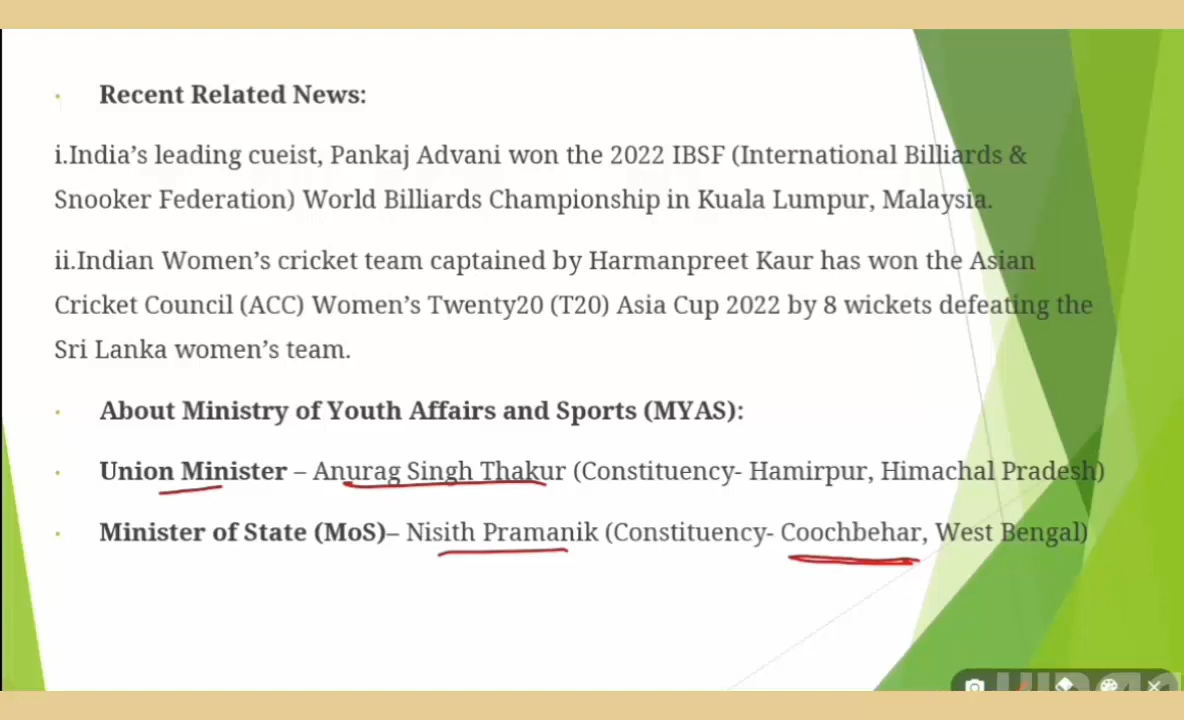 Recent Related News:
i.India’s leading cueist, Pankaj Advani won the 2022 IBSF (International Billiards &
Snooker Federation) World Billiards Championship in Kuala Lumpur, Malaysia.
ii.Indian Women’s cricket team captained by Harmanpreet Kaur has won the Asian
Cricket Council (ACC) Women’s Twenty20 (T20) Asia Cup 2022 by 8 wickets defeating the
Sri Lanka women’s team.
About Ministry of Youth Affairs and Sports (MYAS):
Union Minister – Anurag Singh Thakur (Constituency- Hamirpur, Himachal Pradesh)
Minister of State (MoS)– Nisith Pramanik (Constituency- Coochbehar, West Bengal)